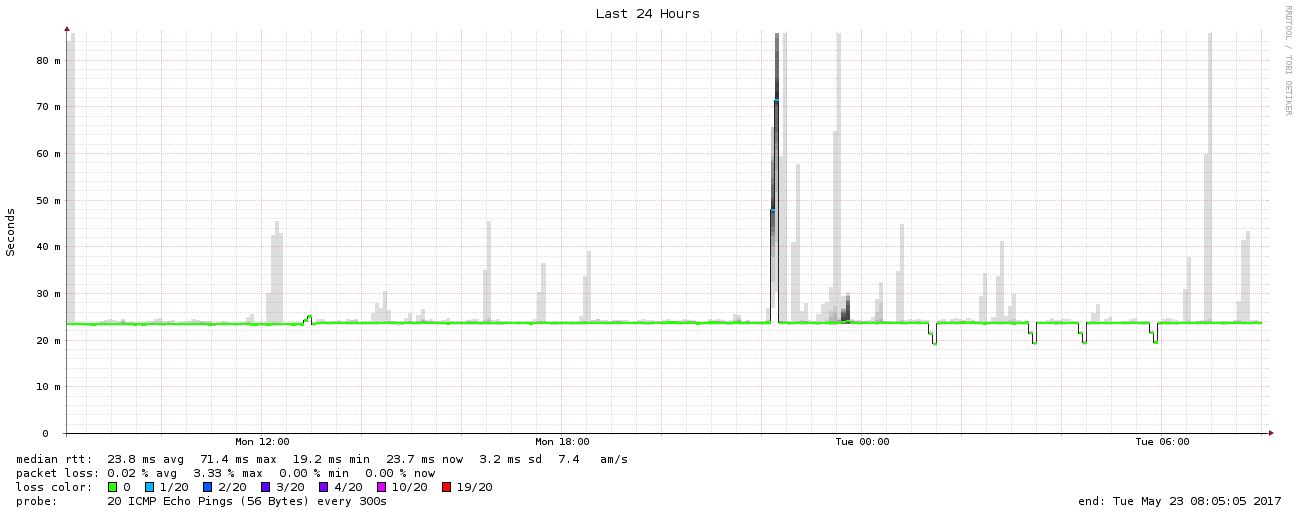 Last 24 Hours
RRDTOOL / TOBI OETIKER
Seconds
80 m
70 m
60 m
50 m
40 m
30 m
20 m
10 m
0
Mon 12:00 Mon 18:00 Tue 00:00 Tue 06:00
median rtt: 23.8 ms avg 71.4 ms max 19.2 ms min 23.7 ms now 3.2 ms sd 7.4 am/s
packet loss: 0.02 % avg 3.33 % max 0.00 % min 0.00 % now
loss color: 0 1/20 2/20 3/20 4/20 10/20 19/20
probe: 20 ICMP Echo Pings (56 Bytes) every 300s end: Tue May 23 08:05:05 2017